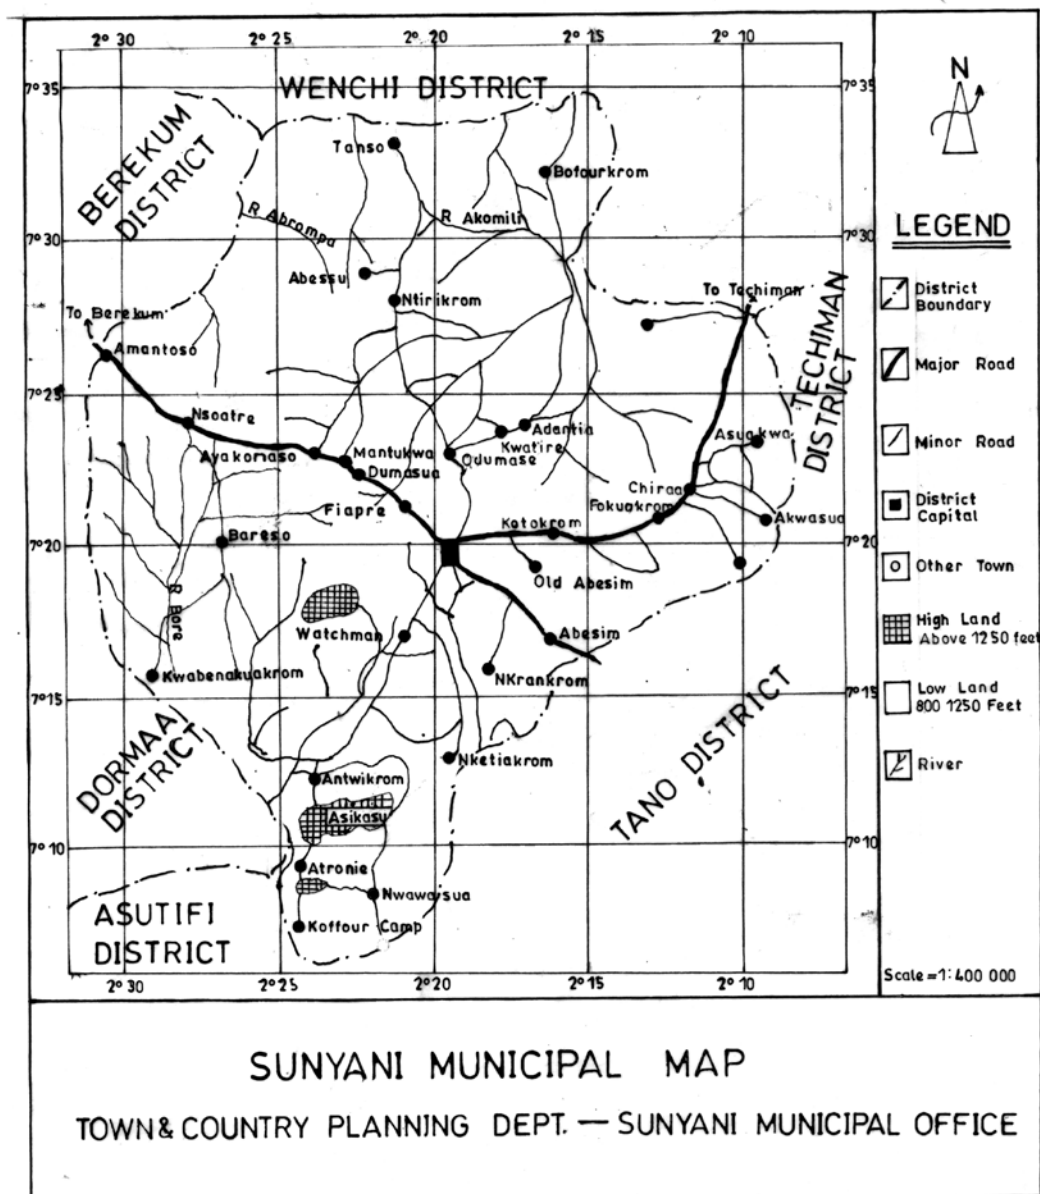 2° 30 2° 25 2° 20 2° 15 2° 10
7° 35 7° 35
WENCHI DISTRICT
BEREKUM
DISTRICT
Tanso
Bofourkrom
R Abrompa
R Akomili
7° 30 7° 30
Abessu
Ntirikrom
To Techiman
To Berekum
Amantoso
TECHIMAN
DISTRICT
7° 25 7° 25
Nsoatre
Adantia
Kwatire
Asuakwa
Ayakomaso
Mantukwa
Odumase
Dumasua
Chiraa
Fiapre
Fokuakrom
Kotokrom
Akwasua
Bareso
7° 20 7° 20
Old Abesim
R Bore
Watchman
Abesim
Kwabenakuakrom
NKrankrom
7° 15 7° 15
DORMAA
DISTRICT
Nketiakrom
Antwikrom
TANO DISTRICT
Asikasu
7° 10 7° 10
Atronie
Nwawasua
ASUTIFI
DISTRICT
Koffour Camp
2° 30 2° 25 2° 20 2° 15 2° 10
N
LEGEND
District
Boundary
Major Road
Minor Road
District
Capital
Other Town
High Land
Above 1250 feet
Low Land
800 1250 Feet
River
Scale = 1:400 000
SUNYANI MUNICIPAL MAP
TOWN & COUNTRY PLANNING DEPT. — SUNYANI MUNICIPAL OFFICE